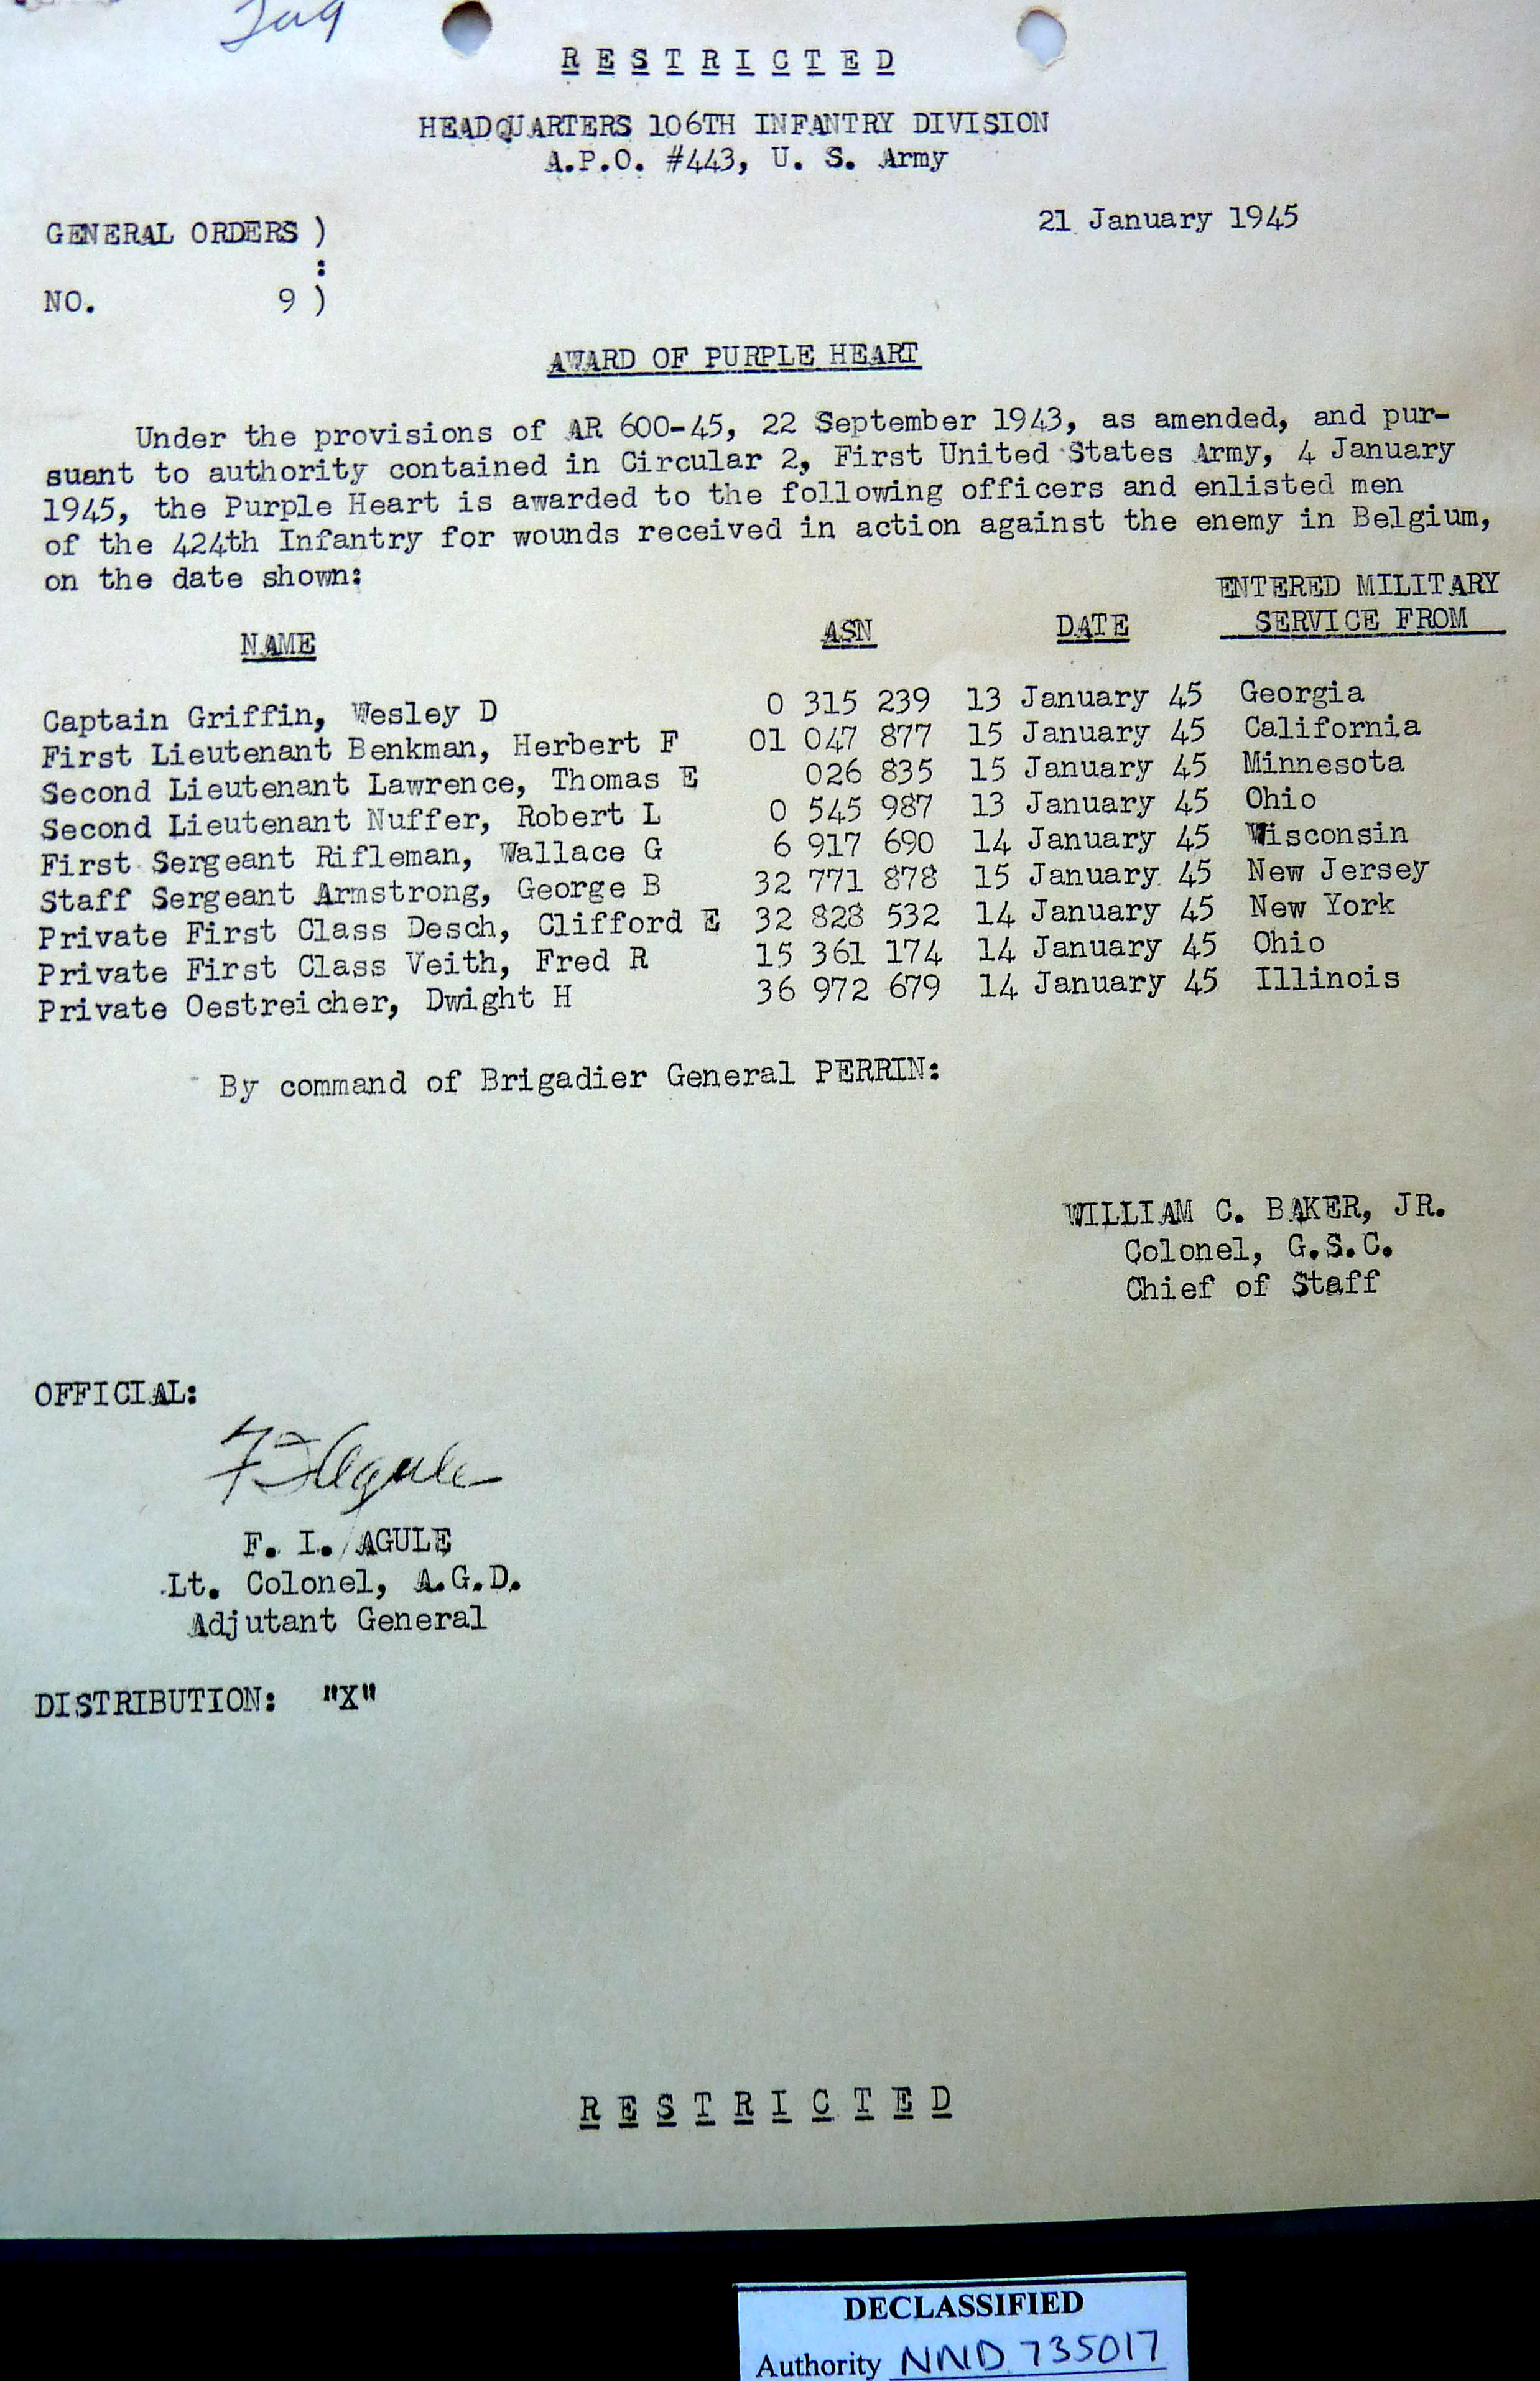 RESTRICTED
HEADQUARTERS 106TH INFANTRY DIVISION
A.P.O. #443, U. S. Army
21 January 1945
GENERAL ORDERS )
:
NO. 9 )
AWARD OF PURPLE HEART
Under the provisions of AR 600-45, 22 September 1943, as amended, and pur-
suant to authority contained in Circular 2, First United States Army, 4 January
1945, the Purple Heart is awarded to the following officers and enlisted men
of the 424th Infantry for wounds received in action against the enemy in Belgium,
on the date shown:
ENTERED MILITARY
NAME ASN DATE SERVICE FROM
Captain Griffin, Wesley D 0 315 239 13 January 45 Georgia
First Lieutenant Benkman, Herbert F 01 047 877 15 January 45 California
Second Lieutenant Lawrence, Thomas E 026 835 15 January 45 Minnesota
Second Lieutenant Nuffer, Robert L 0 545 987 13 January 45 Ohio
First Sergeant Rifleman, Wallace G 6 917 690 14 January 45 Wisconsin
Staff Sergeant Armstrong, George B 32 771 878 15 January 45 New Jersey
Private First Class Desch, Clifford E 32 828 532 14 January 45 New York
Private First Class Veith, Fred R 15 361 174 14 January 45 Ohio
Private Oestreicher, Dwight H 36 972 679 14 January 45 Illinois
By command of Brigadier General PERRIN:
WILLIAM C. BAKER, JR.
Colonel, G.S.C.
Chief of Staff
OFFICIAL:
F I Agule
F. I. AGULE
Lt. Colonel, A.G.D.
Adjutant General
DISTRIBUTION: "X"
RESTRICTED
DECLASSIFIED
Authority NND 735017